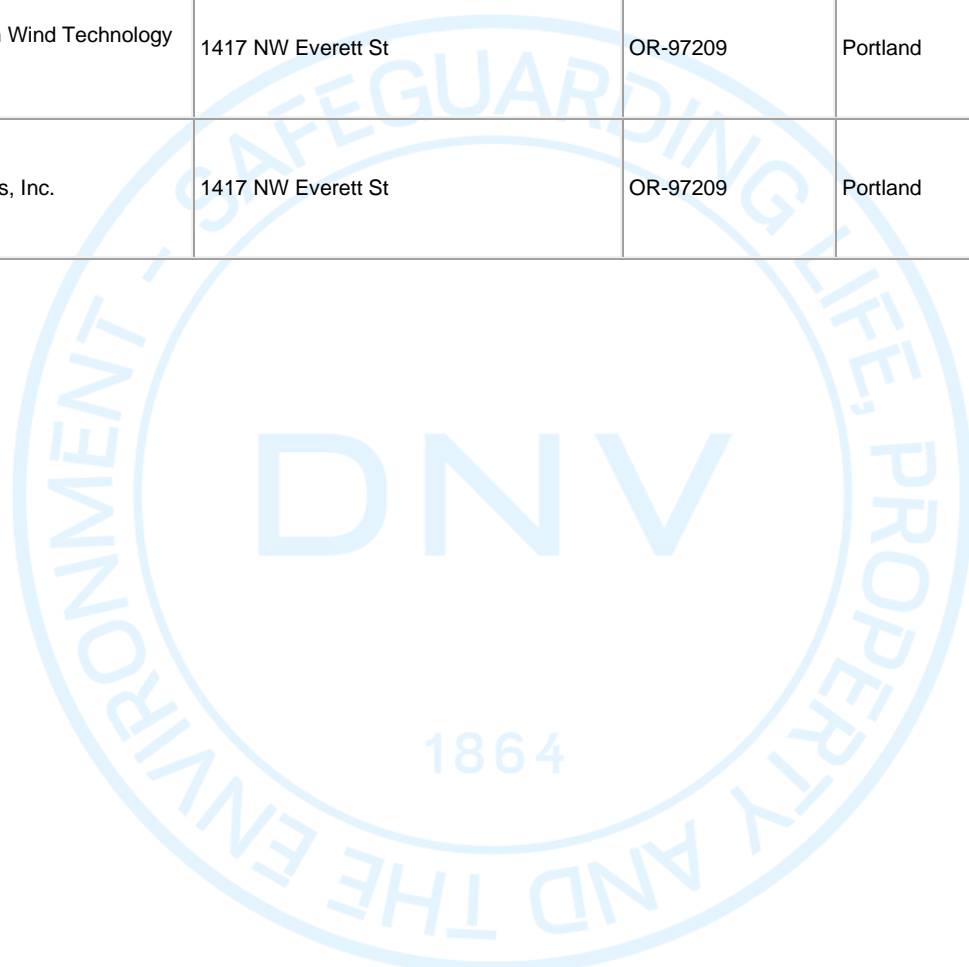 Wind Technology
1417 NW Everett St OR-97209 Portland
s, Inc. 1417 NW Everett St OR-97209 Portland
SAFEGUARDING LIFE, PROPERTY AND THE ENVIRONMENT -
DNV
1864